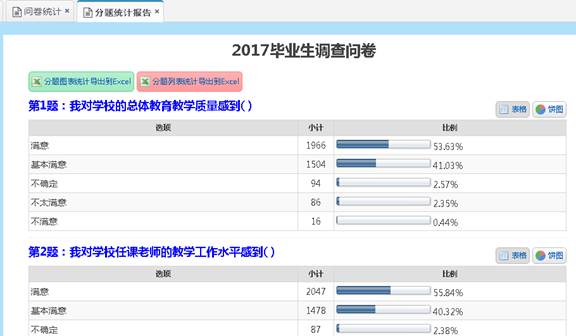 问卷统计 × 分题统计报告 ×
2017毕业生调查问卷
分题图表统计导出到Excel 分题列表统计导出到Excel
第1题：我对学校的总体教育教学质量感到( )
表格 饼图
选项 小计 比例
满意 1966 53.63%
基本满意 1504 41.03%
不确定 94 2.57%
不太满意 86 2.35%
不满意 16 0.44%
第2题：我对学校任课老师的教学工作水平感到( )
表格 饼图
选项 小计 比例
满意 2047 55.84%
基本满意 1478 40.32%
不确定 87 2.38%